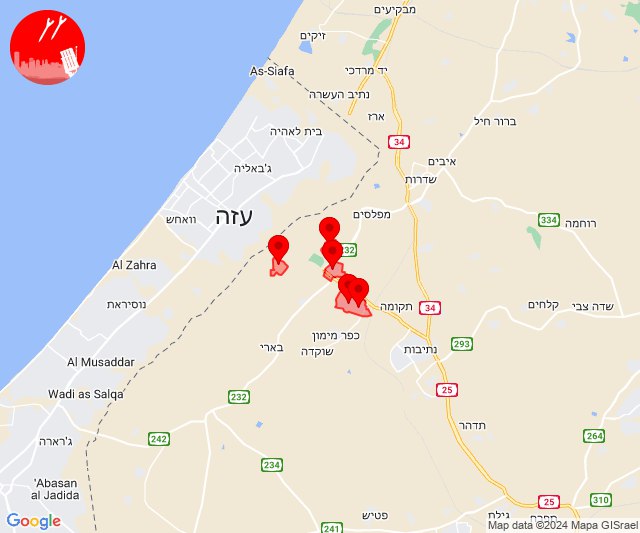 מבקיעים
זיקים
As-Siafa
יד מרדכי
נתיב העשרה
ארז
ברור חיל
בית לאהיה
34
ג'באליה
איבים
שדרות
עזה
וואחש
מפלסים
334
רוחמה
232
Al Zahra
נוסיראת
תקומה
34
קלחים
שדה צבי
כפר מימון
שוקדה
בארי
נתיבות
293
Al Musaddar
Wadi as Salqa
232
25
תדהר
242
ג'רארה
264
234
'Abasan
al Jadida
310
25
פטיש
גילת
241
Google
Map data ©2024 Mapa GISrael